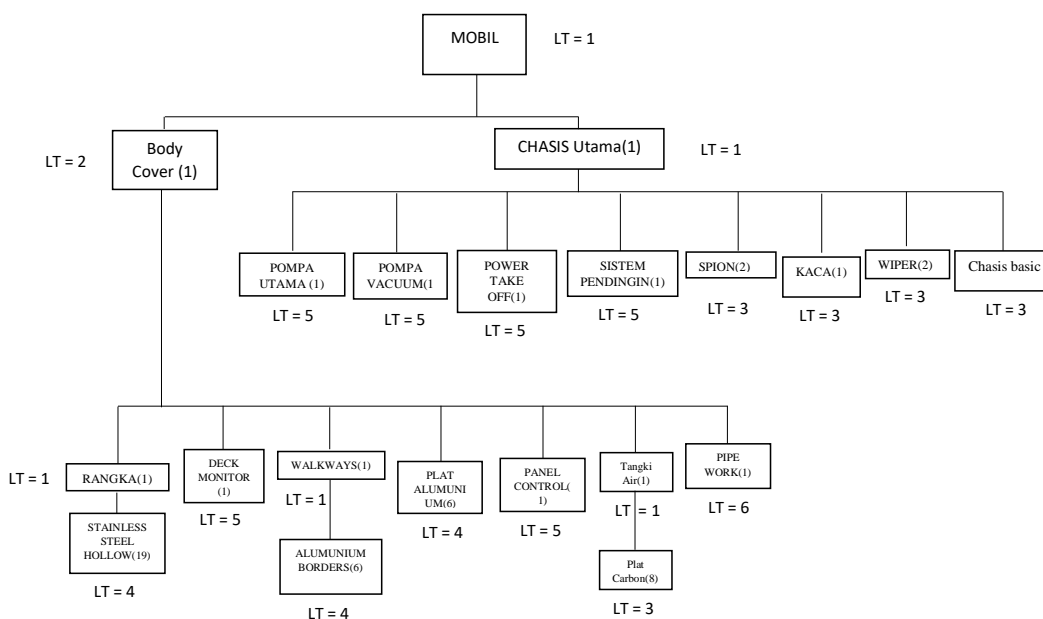 MOBIL
LT = 1
Body
Cover (1)
LT = 2
CHASIS Utama(1)
LT = 1
POMPA
UTAMA (1)
LT = 5
POMPA
VACUUM(1
LT = 5
POWER
TAKE
OFF(1)
LT = 5
SISTEM
PENDINGIN(1)
LT = 5
SPION(2)
LT = 3
KACA(1)
LT = 3
WIPER(2)
LT = 3
Chasis basic
LT = 3
LT = 1
RANGKA(1)
DECK
MONITOR
(1)
LT = 5
WALKWAYS(1)
LT = 1
PLAT
ALUMUNI
UM(6)
LT = 4
PANEL
CONTROL(
1)
LT = 5
Tangki
Air(1)
LT = 1
PIPE
WORK(1)
LT = 6
STAINLESS
STEEL
HOLLOW(19)
LT = 4
ALUMUNIUM
BORDERS(6)
LT = 4
Plat
Carbon(8)
LT = 3